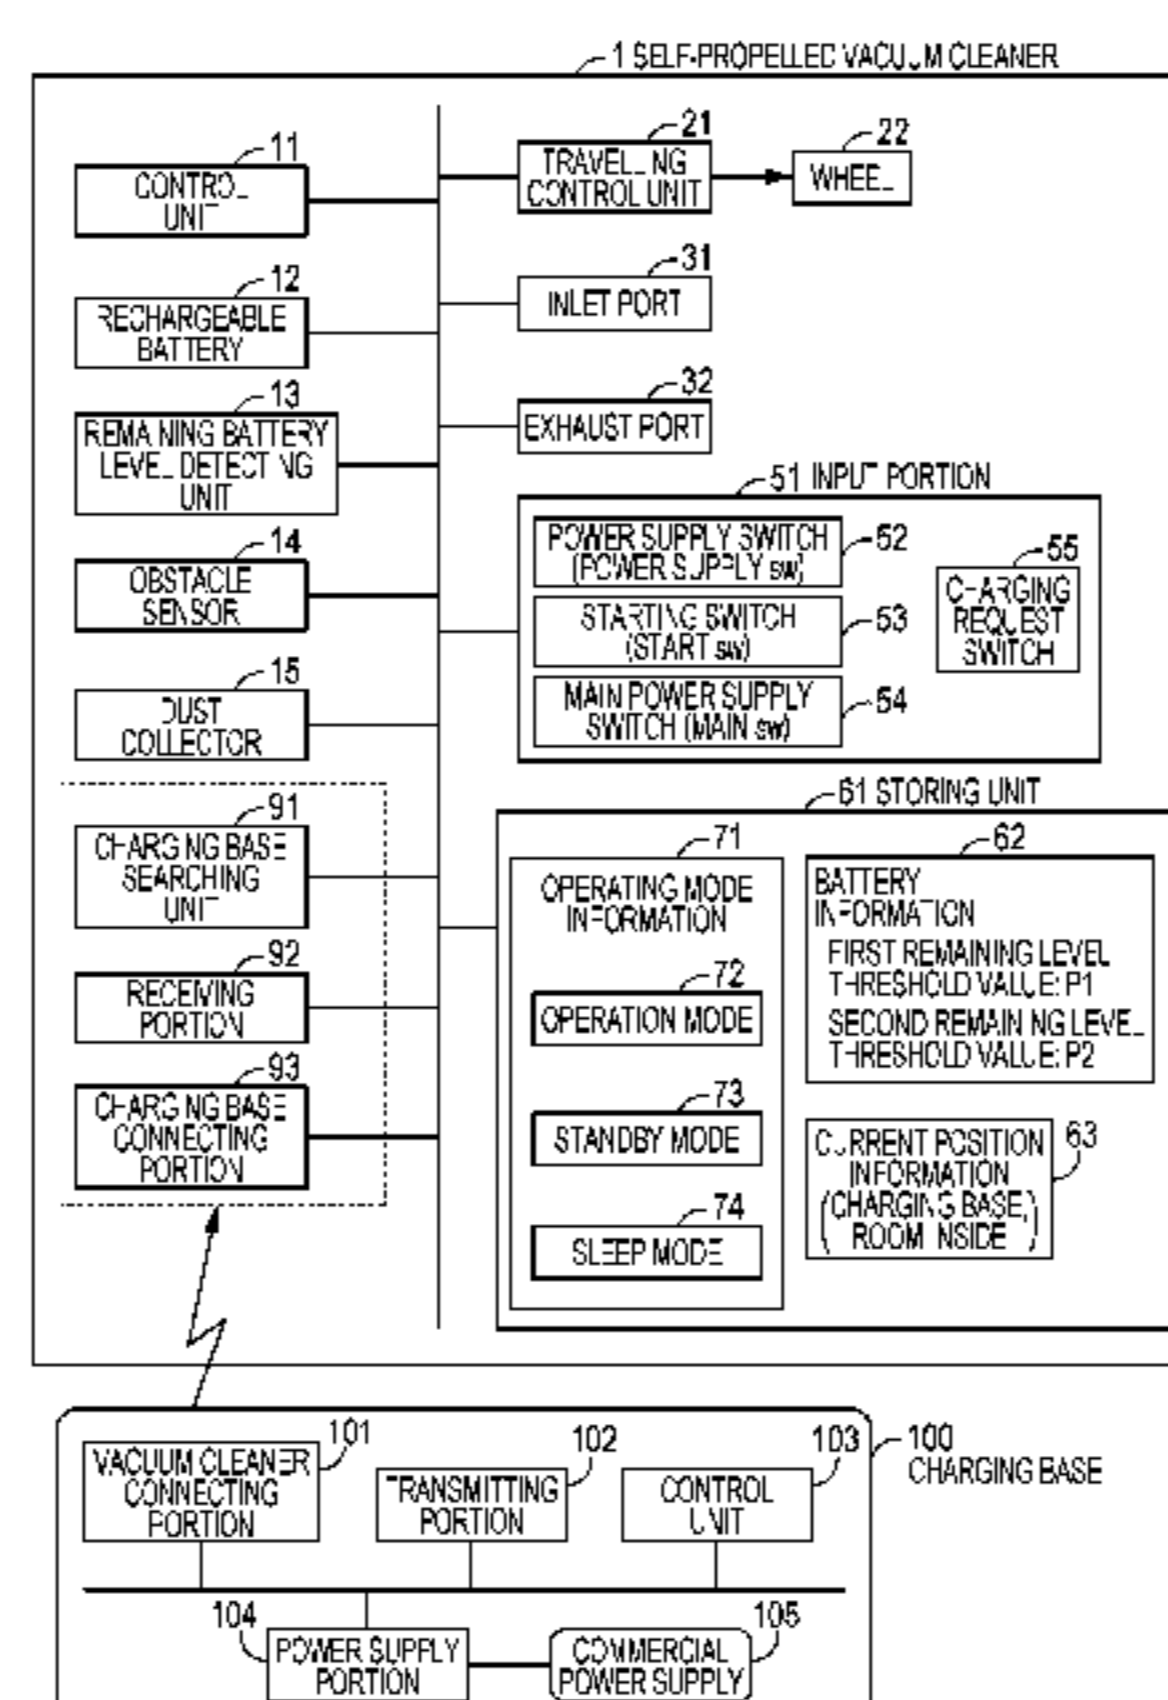 1 SELF-PROPELLED VACUUM CLEANER
11
CONTROL
UNIT
12
RECHARGEABLE
BATTERY
13
REMAINING BATTERY
LEVEL DETECTING
UNIT
14
OBSTACLE
SENSOR
15
DUST
COLLECTOR
91
CHARGING BASE
SEARCHING
UNIT
92
RECEIVING
PORTION
93
CHARGING BASE
CONNECTING
PORTION
21
TRAVELING
CONTROL UNIT
22
WHEEL
31
INLET PORT
32
EXHAUST PORT
51 INPUT PORTION
POWER SUPPLY SWITCH
(POWER SUPPLY sw)
52
STARTING SWITCH
(START sw)
53
MAIN POWER SUPPLY
SWITCH (MAIN sw)
54
55
CHARGING
REQUEST
SWITCH
61 STORING UNIT
71
OPERATING MODE
INFORMATION
72
OPERATION MODE
73
STANDBY MODE
74
SLEEP MODE
62
BATTERY
INFORMATION
FIRST REMAINING LEVEL
THRESHOLD VALUE: P1
SECOND REMAINING LEVEL
THRESHOLD VALUE: P2
63
CURRENT POSITION
INFORMATION
(CHARGING BASE,
ROOM INSIDE)
100
CHARGING BASE
101
VACUUM CLEANER
CONNECTING
PORTION
102
TRANSMITTING
PORTION
103
CONTROL
UNIT
104
POWER SUPPLY
PORTION
105
COMMERCIAL
POWER SUPPLY